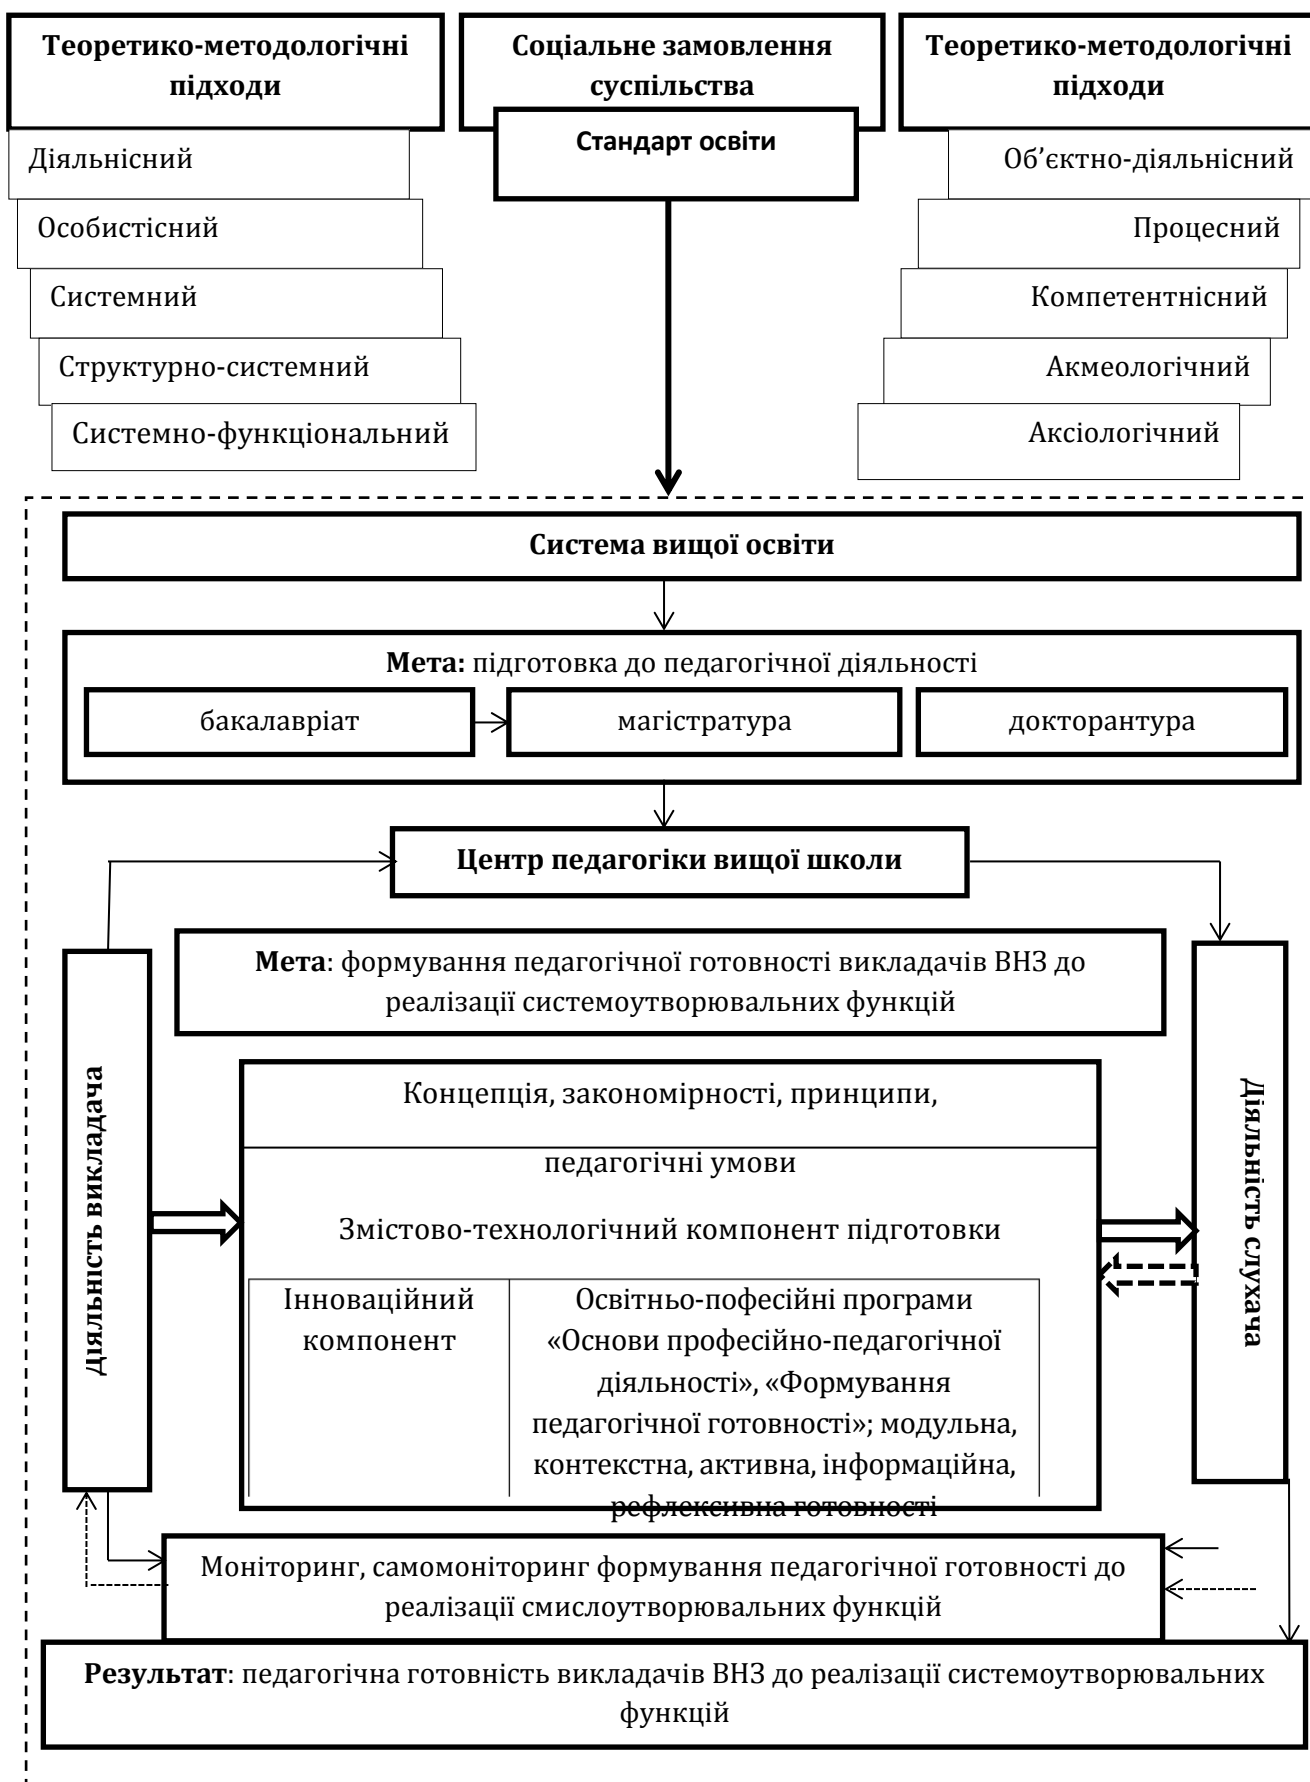 Теоретико-методологічні
підходи
Соціальне замовлення
суспільства
Стандарт освіти
Теоретико-методологічні
підходи
Діяльнісний
Особистісний
Системний
Структурно-системний
Системно-функціональний
Об’єктно-діяльнісний
Процесний
Компетентнісний
Акмеологічний
Аксіологічний
Система вищої освіти
Мета: підготовка до педагогічної діяльності
бакалавріат
магістратура
докторантура
Центр педагогіки вищої школи
Мета: формування педагогічної готовності викладачів ВНЗ до
реалізації системоутворювальних функцій
Діяльність викладача
Концепція, закономірності, принципи,
педагогічні умови
Змістово-технологічний компонент підготовки
Інноваційний
компонент
Освітньо-пофесійні програми
«Основи професійно-педагогічної
діяльності», «Формування
педагогічної готовності»; модульна,
контекстна, активна, інформаційна,
рефлексивна готовності
Діяльність слухача
Моніторинг, самомоніторинг формування педагогічної готовності до
реалізації смислоутворювальних функцій
Результат: педагогічна готовність викладачів ВНЗ до реалізації системоутворювальних
функцій